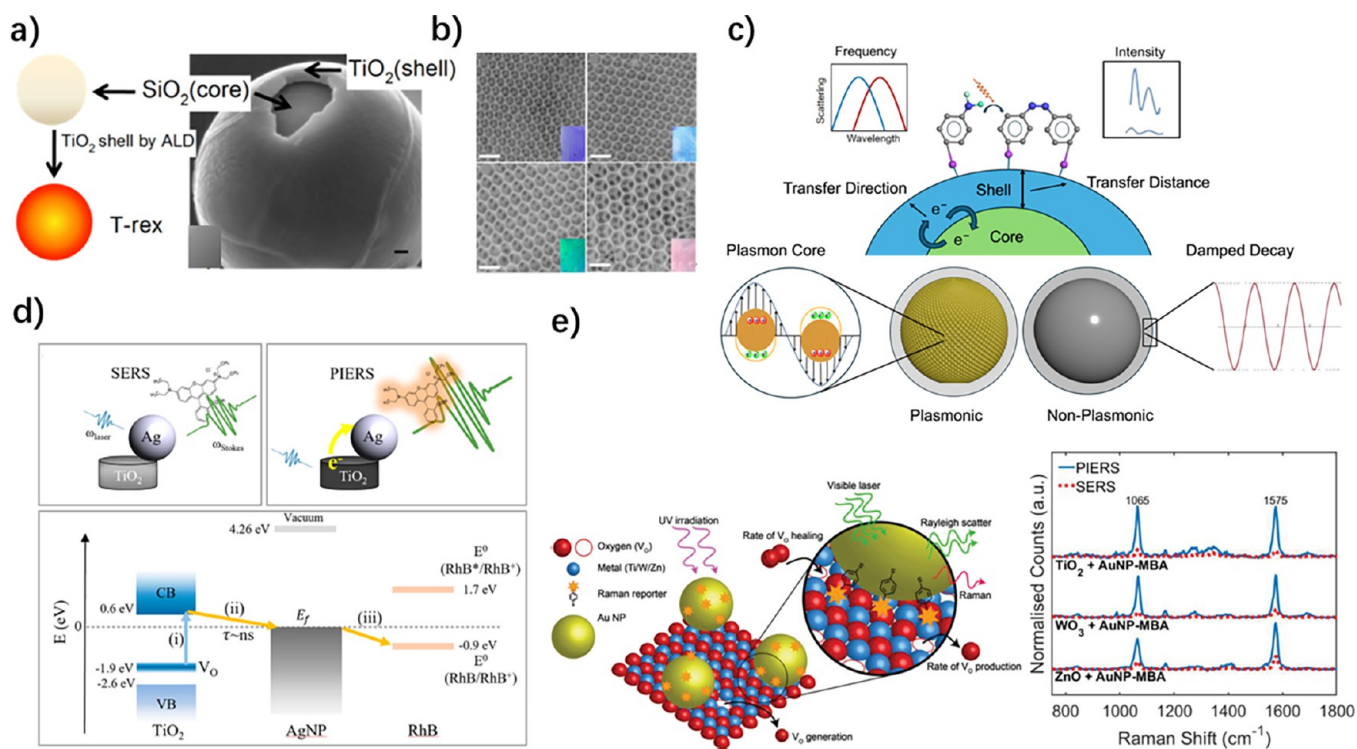 a)
TiO2(shell)
SiO2(core)
TiO2 shell by ALD
T-rex
b)
c)
Frequency
Scattering
Wavelength
Intensity
Transfer Direction
Shell
Transfer Distance
e−
e−
Core
Plasmon Core
Damped Decay
Plasmonic
Non-Plasmonic
d)
SERS
ωlaser
Ag
ωStokes
TiO2
PIERS
Ag
e-
TiO2
Vacuum
4.26 eV
E⁰
(RhB*/RhB⁺)
1.7 eV
CB
0.6 eV
(ii)
Ef
(iii)
E (eV)
0
(i)
τ~ns
-1.9 eV
VO
-0.9 eV
E⁰
(RhB/RhB⁺)
-2.6 eV
VB
TiO2
AgNP
RhB
e)
UV irradiation
Visible laser
Rayleigh scatter
Oxygen (VO)
Metal (Ti/W/Zn)
Raman reporter
Au NP
Rate of VO healing
Raman
Rate of VO production
VO generation
PIERS
SERS
1065
1575
TiO2 + AuNP-MBA
WO3 + AuNP-MBA
ZnO + AuNP-MBA
Normalised Counts (a.u.)
800 1000 1200 1400 1600 1800
Raman Shift (cm⁻¹)